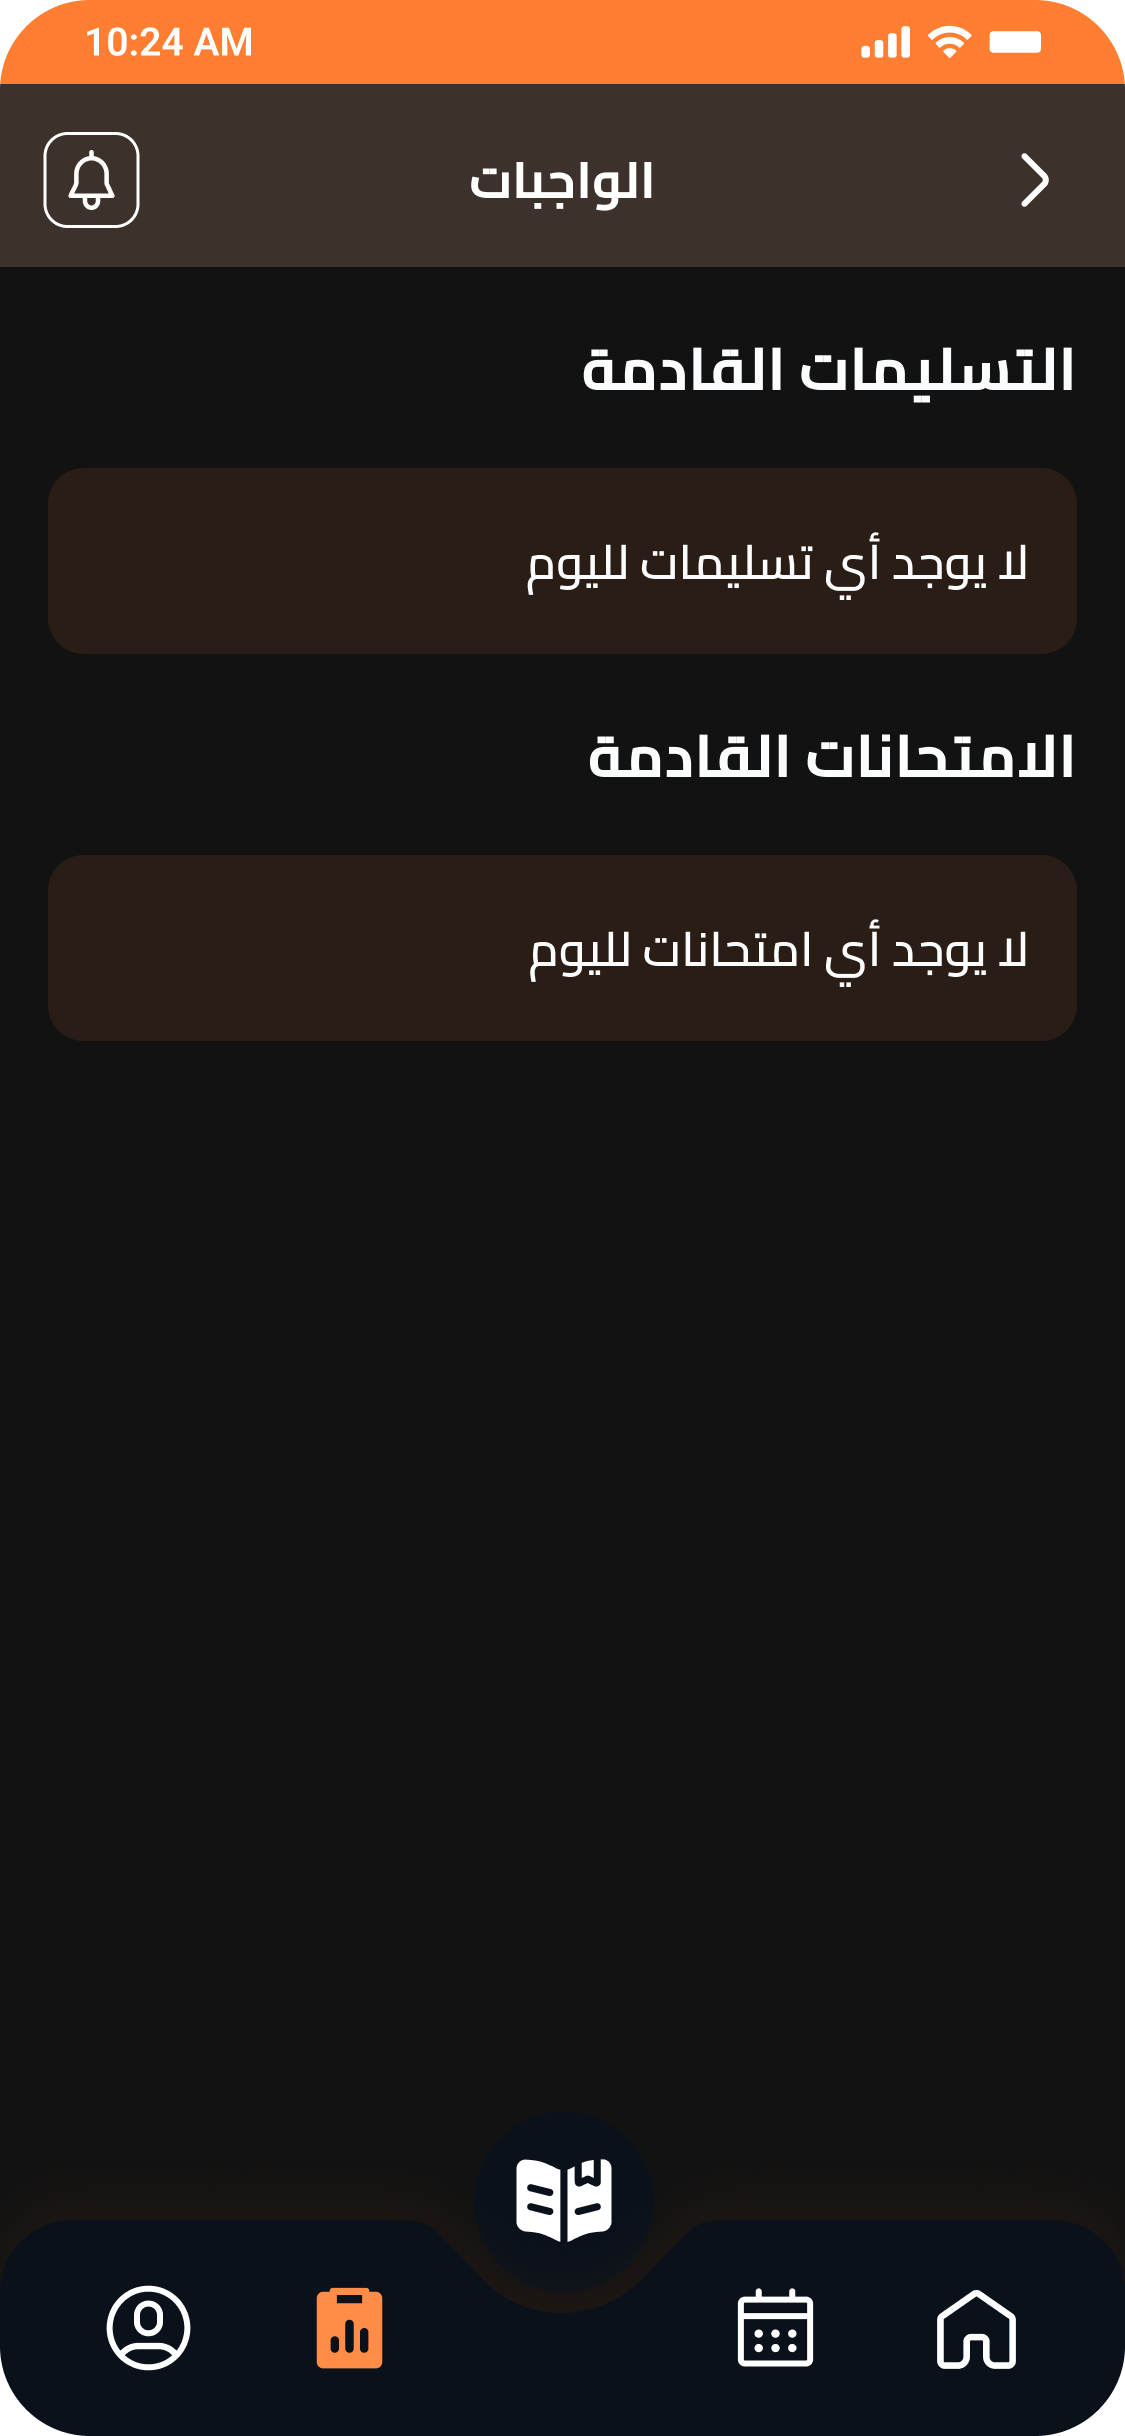 10:24 AM
الواجبات
التسليمات القادمة
لا يوجد أي تسليمات لليوم
الامتحانات القادمة
لا يوجد أي امتحانات لليوم